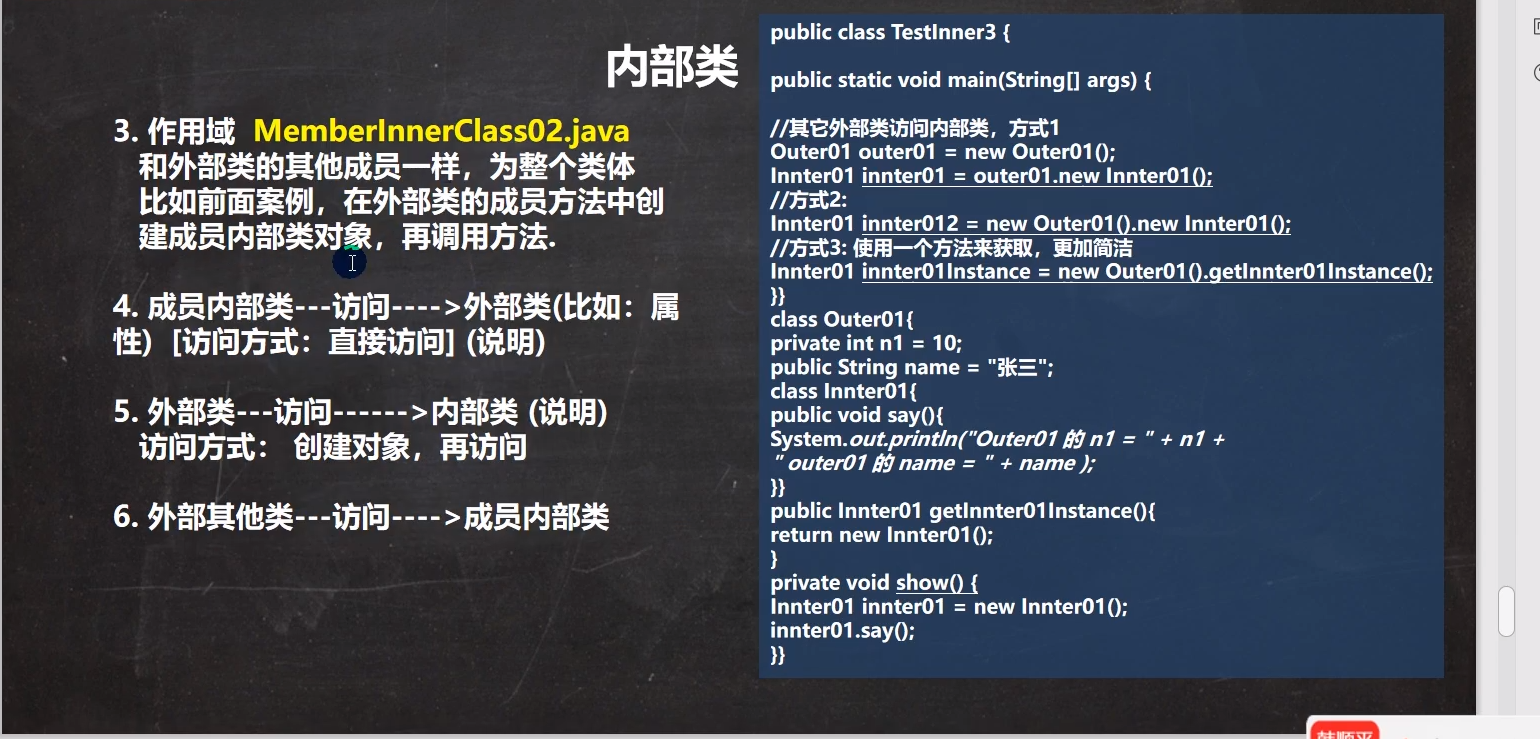 内部类
3. 作用域 MemberInnerClass02.java
和外部类的其他成员一样，为整个类体
比如前面案例，在外部类的成员方法中创
建成员内部类对象，再调用方法.
4. 成员内部类---访问---->外部类(比如：属
性) [访问方式：直接访问] (说明)
5. 外部类---访问------>内部类 (说明)
访问方式： 创建对象，再访问
6. 外部其他类---访问---->成员内部类
public class TestInner3 {
public static void main(String[] args) {
//其它外部类访问内部类，方式1
Outer01 outer01 = new Outer01();
Innter01 innter01 = outer01.new Innter01();
//方式2:
Innter01 innter012 = new Outer01().new Innter01();
//方式3: 使用一个方法来获取，更加简洁
Innter01 innter01Instance = new Outer01().getInnter01Instance();
}}
class Outer01{
private int n1 = 10;
public String name = "张三";
class Innter01{
public void say(){
System.out.println("Outer01 的 n1 = " + n1 +
" outer01 的 name = " + name );
}}
public Innter01 getInnter01Instance(){
return new Innter01();
}
private void show() {
Innter01 innter01 = new Innter01();
innter01.say();
}}
韩顺平